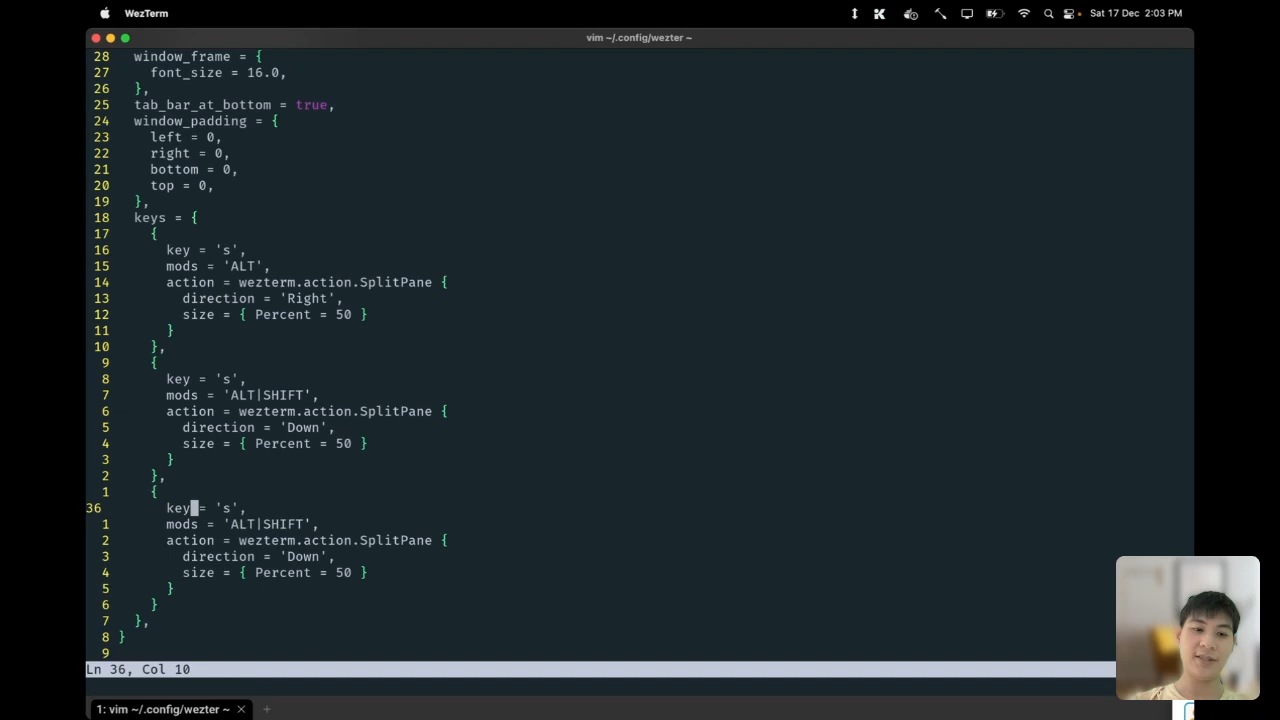 WezTerm
Sat 17 Dec 2:03 PM
vim ~/.config/wezter ~
28 window_frame = {
27 font_size = 16.0,
26 },
25 tab_bar_at_bottom = true,
24 window_padding = {
23 left = 0,
22 right = 0,
21 bottom = 0,
20 top = 0,
19 },
18 keys = {
17 {
16 key = 's',
15 mods = 'ALT',
14 action = wezterm.action.SplitPane {
13 direction = 'Right',
12 size = { Percent = 50 }
11 }
10 },
9 {
8 key = 's',
7 mods = 'ALT|SHIFT',
6 action = wezterm.action.SplitPane {
5 direction = 'Down',
4 size = { Percent = 50 }
3 }
2 },
1 {
36 key = 's',
1 mods = 'ALT|SHIFT',
2 action = wezterm.action.SplitPane {
3 direction = 'Down',
4 size = { Percent = 50 }
5 }
6 }
7 },
8 }
9
Ln 36, Col 10
1: vim ~/.config/wezter ~